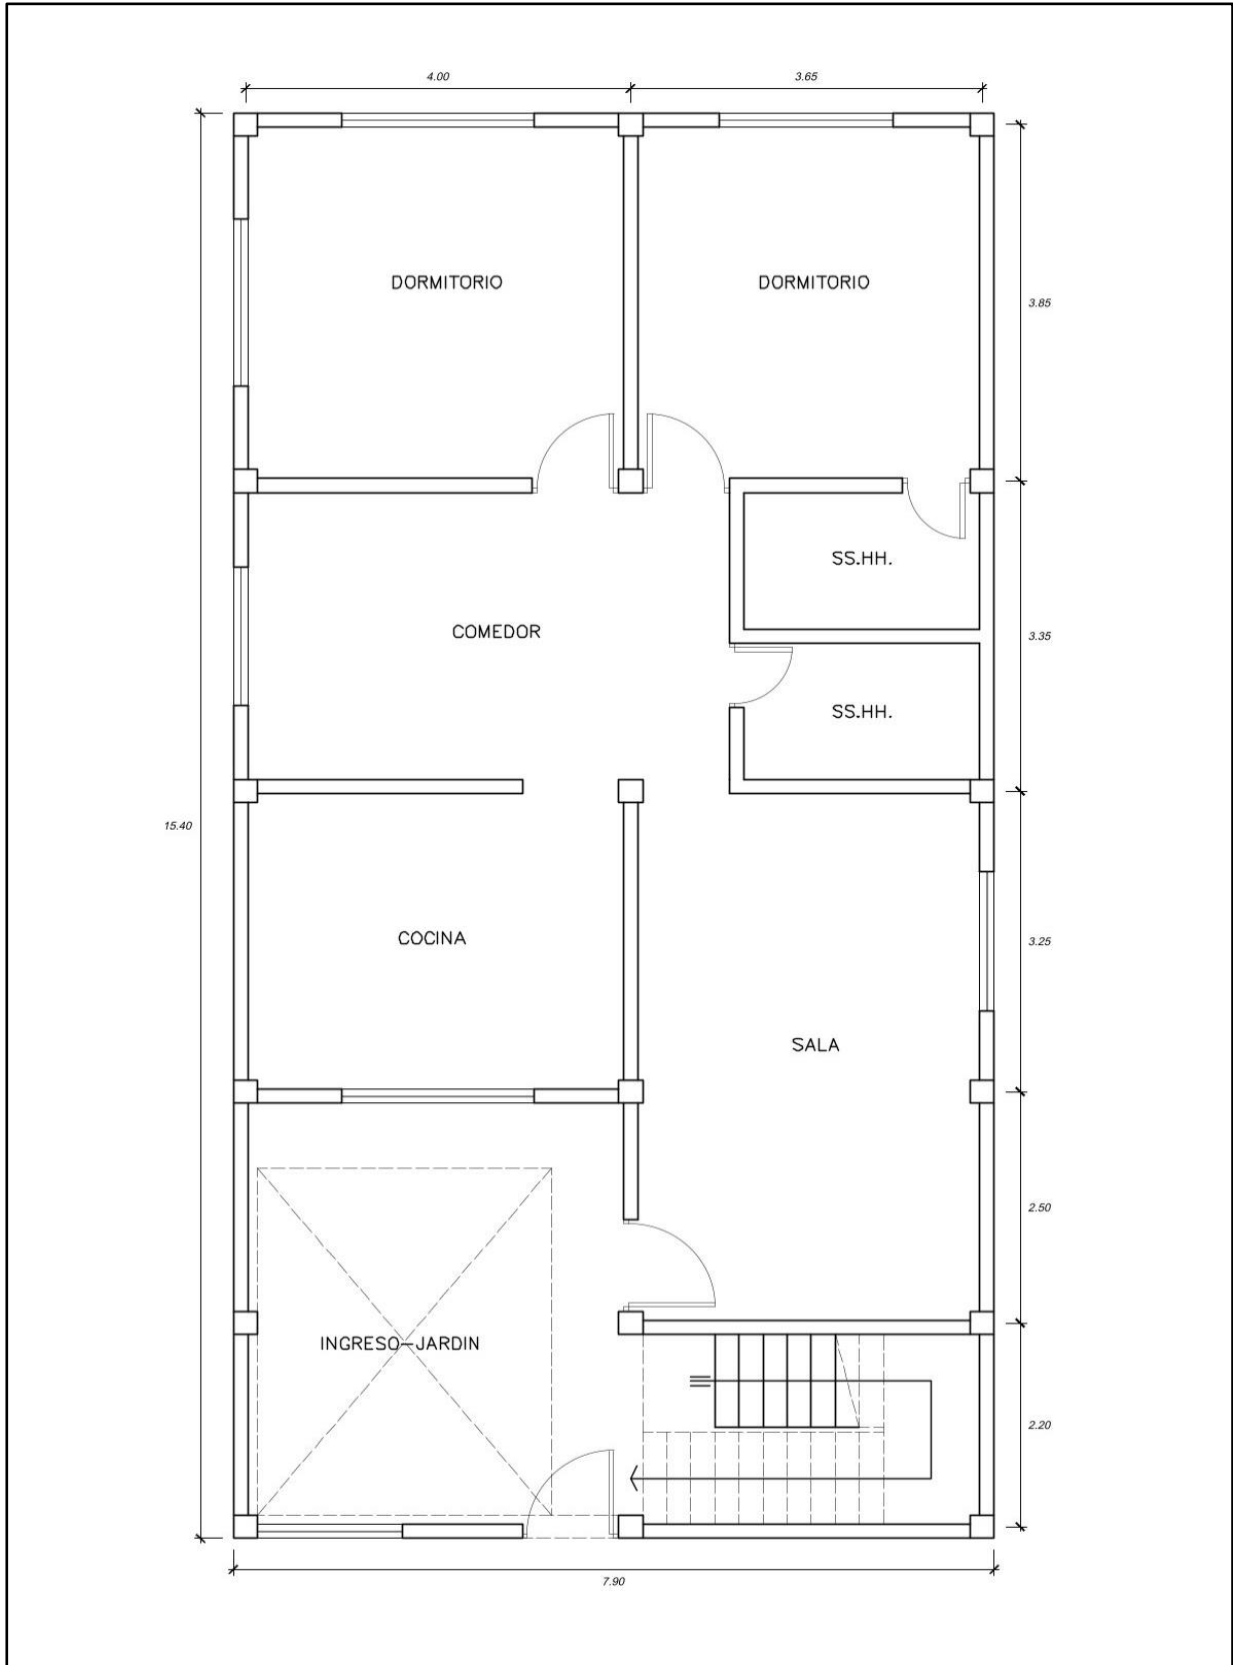 4.00
3.65
DORMITORIO
DORMITORIO
3.85
SS.HH.
COMEDOR
3.35
SS.HH.
15.40
COCINA
3.25
SALA
2.50
INGRESO-JARDIN
2.20
7.90